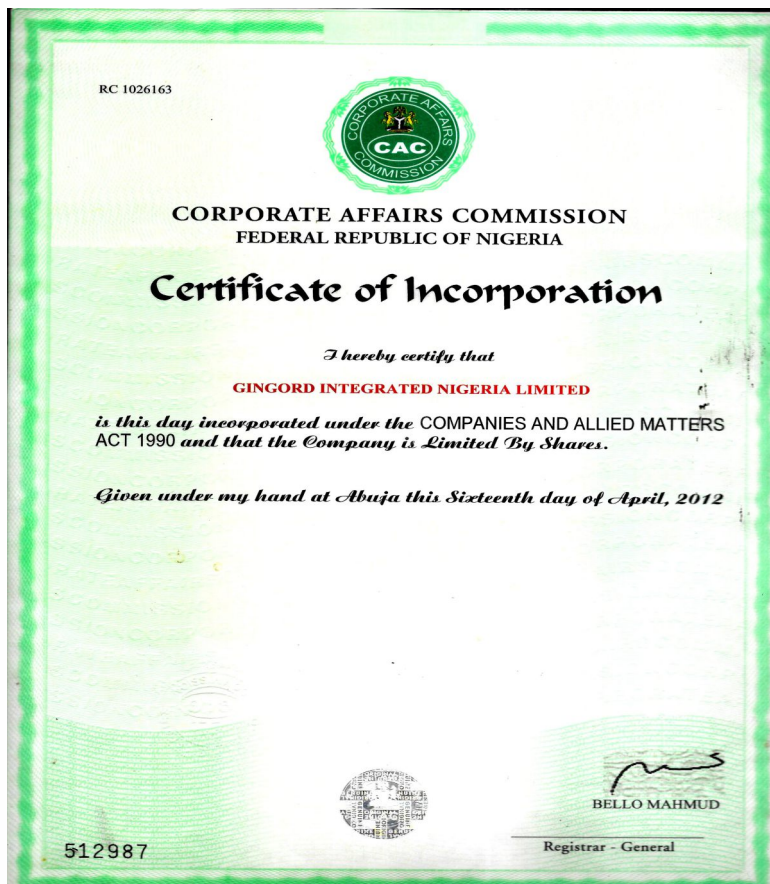 RC 1026163
CORPORATE AFFAIRS
CAC
COMMISSION
CORPORATE AFFAIRS COMMISSION
FEDERAL REPUBLIC OF NIGERIA
Certificate of Incorporation
I hereby certify that
GINGORD INTEGRATED NIGERIA LIMITED
is this day incorporated under the COMPANIES AND ALLIED MATTERS
ACT 1990 and that the Company is Limited By Shares.
Given under my hand at Abuja this Sixteenth day of April, 2012
BELLO MAHMUD
Registrar - General
512987